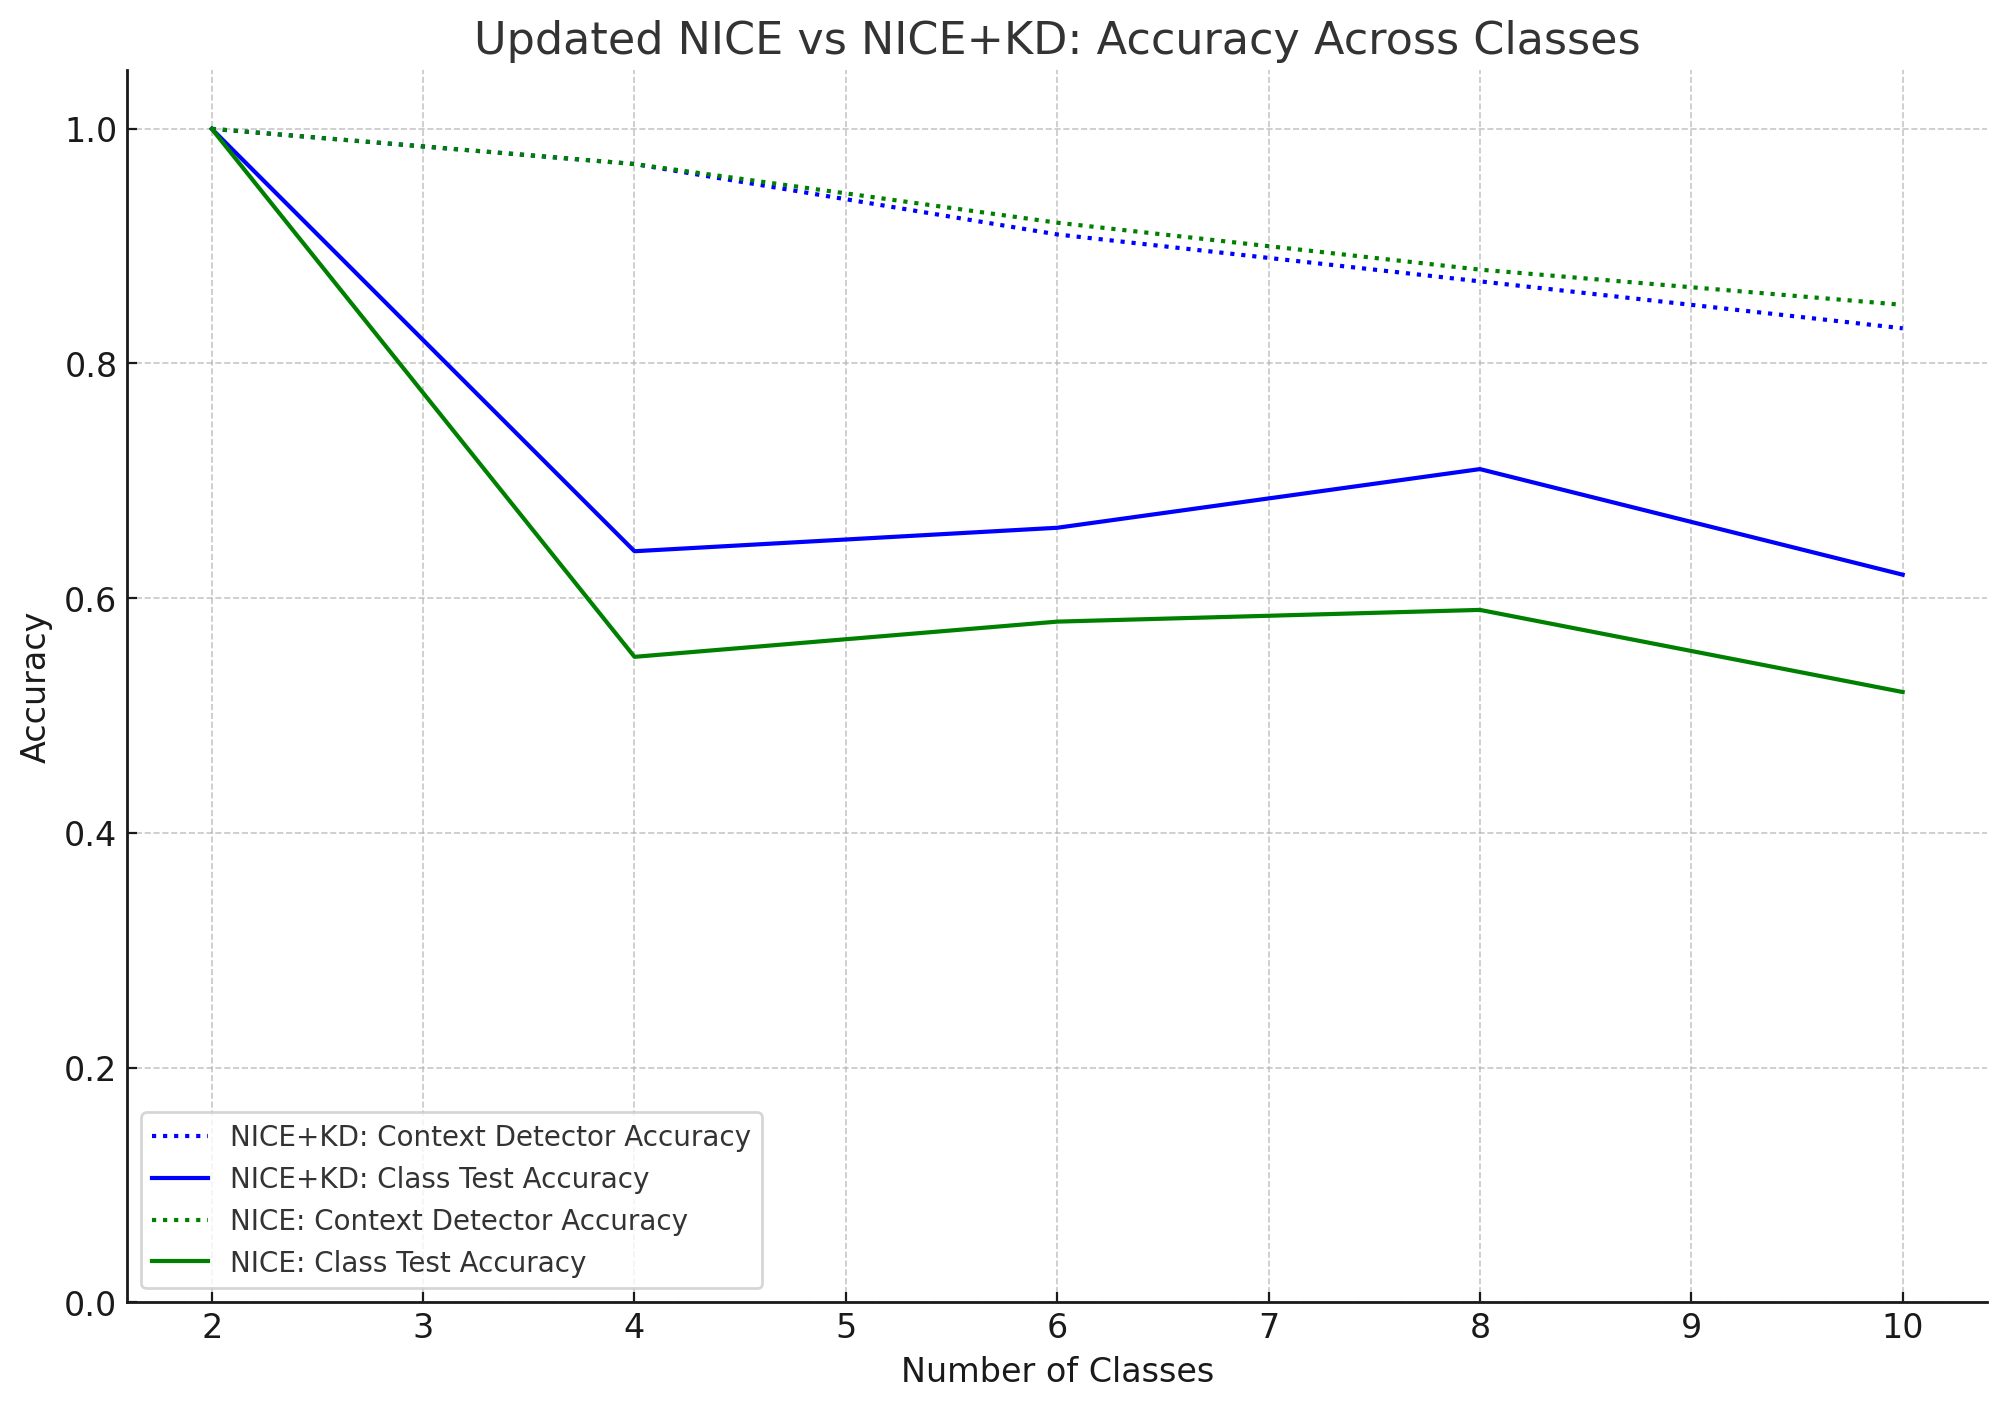 Updated NICE vs NICE+KD: Accuracy Across Classes
1.0
0.8
0.6
0.4
0.2
0.0
Accuracy
NICE+KD: Context Detector Accuracy
NICE+KD: Class Test Accuracy
NICE: Context Detector Accuracy
NICE: Class Test Accuracy
2 3 4 5 6 7 8 9 10
Number of Classes